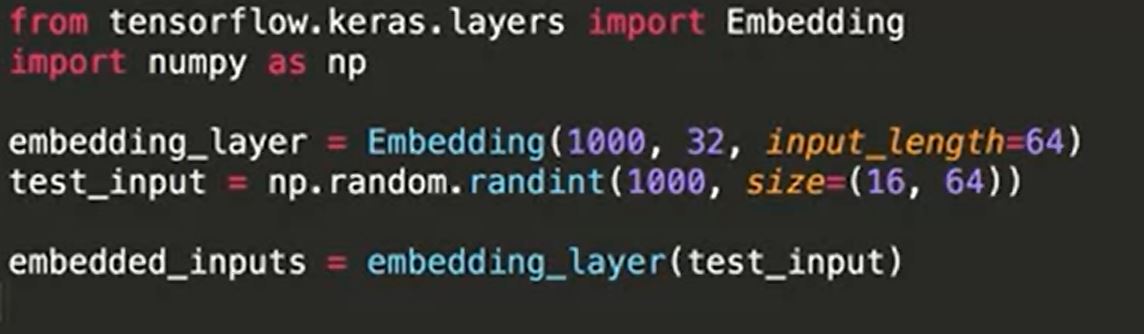 from tensorflow.keras.layers import Embedding
import numpy as np
embedding_layer = Embedding(1000, 32, input_length=64)
test_input = np.random.randint(1000, size=(16, 64))
embedded_inputs = embedding_layer(test_input)